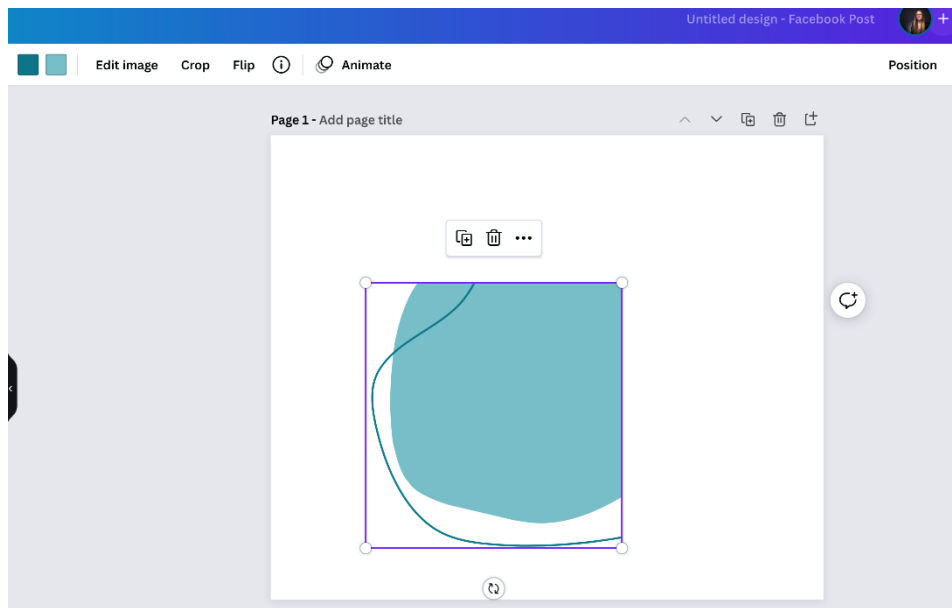 Untitled design - Facebook Post
Edit image Crop Flip Animate Position
Page 1 - Add page title